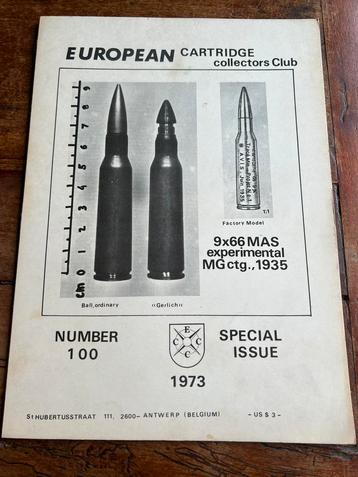 EUROPEAN CARTRIDGE
collectors Club
cm 0 1 2 3 4 5 6 7 8 9
Ball, ordinary
«Gerlich»
T/1
Factory Model
9x66 MAS
experimental
MG ctg., 1935
NUMBER
100
E
C C
C
SPECIAL
ISSUE
1973
St HUBERTUSSTRAAT 111, 2600- ANTWERP (BELGIUM) - US $ 3 -